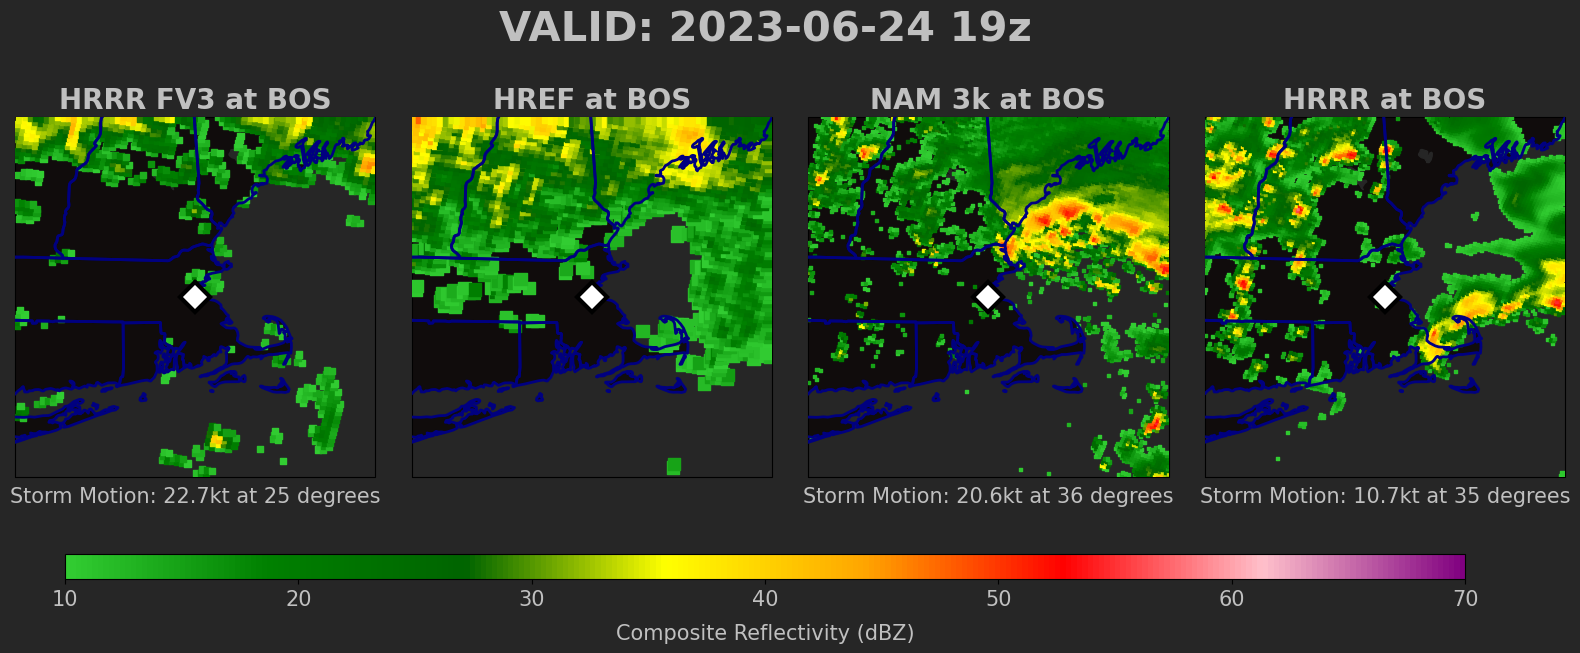 VALID: 2023-06-24 19z
HRRR FV3 at BOS
HREF at BOS
NAM 3k at BOS
HRRR at BOS
Storm Motion: 22.7kt at 25 degrees
Storm Motion: 20.6kt at 36 degrees
Storm Motion: 10.7kt at 35 degrees
10 20 30 40 50 60 70
Composite Reflectivity (dBZ)